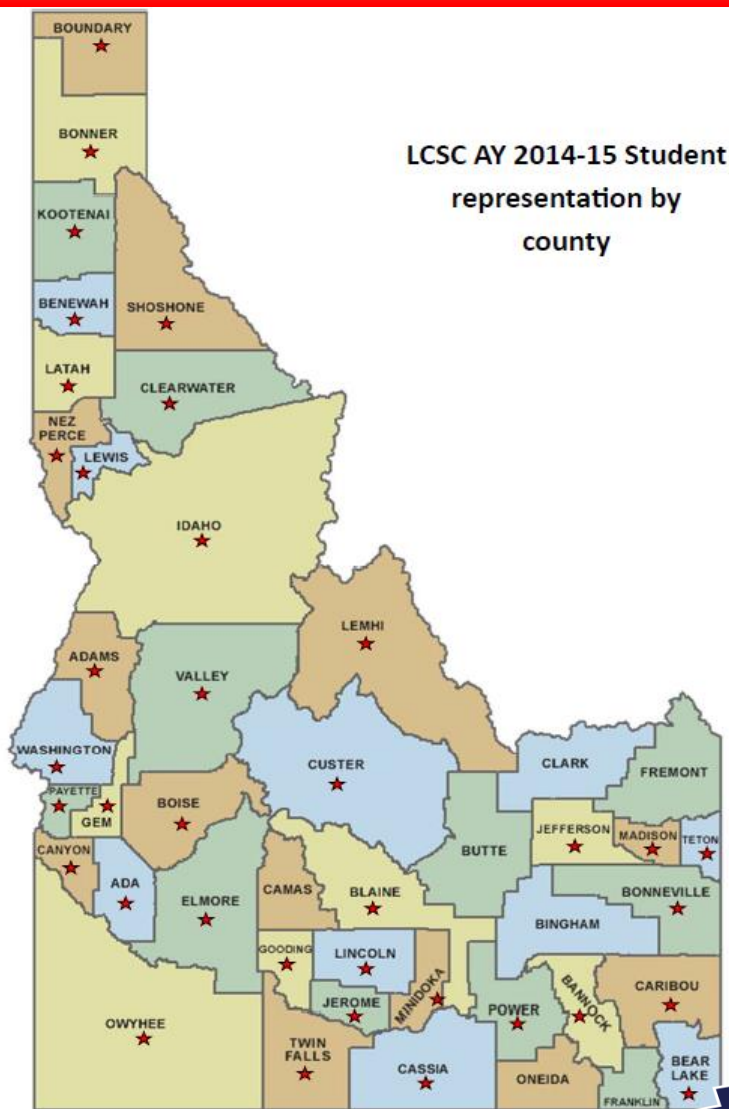 BOUNDARY
BONNER
LCSC AY 2014-15 Student
representation by
county
KOOTENAI
BENEWAH
SHOSHONE
LATAH
CLEARWATER
NEZ
PERCE
LEWIS
IDAHO
LEMHI
ADAMS
VALLEY
WASHINGTON
CUSTER
CLARK
FREMONT
PAYETTE
GEM
BOISE
JEFFERSON
MADISON
TETON
CANYON
ADA
BUTTE
CAMAS
BLAINE
BONNEVILLE
ELMORE
BINGHAM
GOODING
LINCOLN
MINIDOKA
BANNOCK
CARIBOU
JEROME
POWER
OWYHEE
TWIN
FALLS
CASSIA
ONEIDA
BEAR
LAKE
FRANKLIN